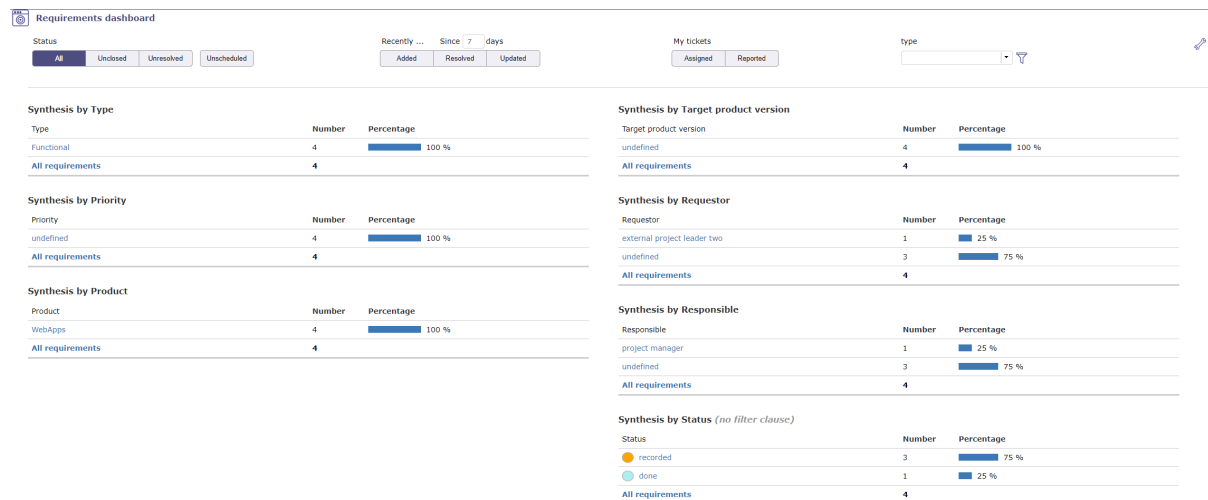 Requirements dashboard
Status
Recently ... Since 7 days
My tickets
type
All Unclosed Unresolved Unscheduled
Added Resolved Updated
Assigned Reported
Synthesis by Type
Type Number Percentage
Functional 4 100 %
All requirements 4
Synthesis by Priority
Priority Number Percentage
undefined 4 100 %
All requirements 4
Synthesis by Product
Product Number Percentage
WebApps 4 100 %
All requirements 4
Synthesis by Target product version
Target product version Number Percentage
undefined 4 100 %
All requirements 4
Synthesis by Requestor
Requestor Number Percentage
external project leader two 1 25 %
undefined 3 75 %
All requirements 4
Synthesis by Responsible
Responsible Number Percentage
project manager 1 25 %
undefined 3 75 %
All requirements 4
Synthesis by Status (no filter clause)
Status Number Percentage
recorded 3 75 %
done 1 25 %
All requirements 4